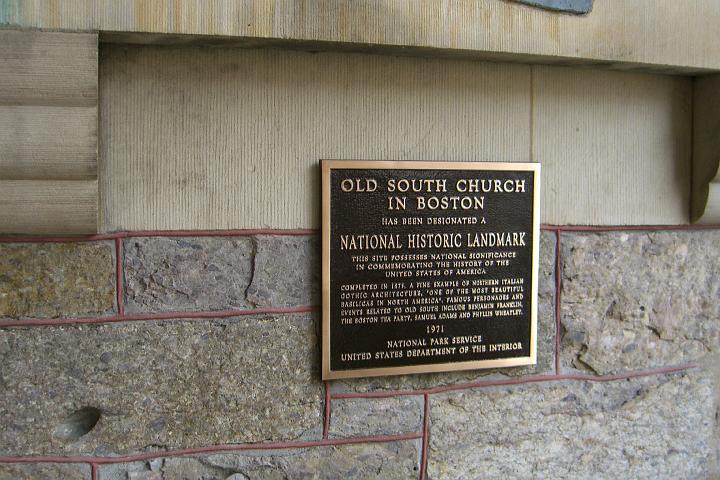 OLD SOUTH CHURCH
IN BOSTON
HAS BEEN DESIGNATED A
NATIONAL HISTORIC LANDMARK
THIS SITE POSSESSES NATIONAL SIGNIFICANCE
IN COMMEMORATING THE HISTORY OF THE
UNITED STATES OF AMERICA
COMPLETED IN 1875, A FINE EXAMPLE OF NORTHERN ITALIAN
GOTHIC ARCHITECTURE, "ONE OF THE MOST BEAUTIFUL
BASILICAS IN NORTH AMERICA". FAMOUS PERSONAGES AND
EVENTS RELATED TO OLD SOUTH INCLUDE BENJAMIN FRANKLIN,
THE BOSTON TEA PARTY, SAMUEL ADAMS AND PHYLLIS WHEATLEY.
1971
NATIONAL PARK SERVICE
UNITED STATES DEPARTMENT OF THE INTERIOR